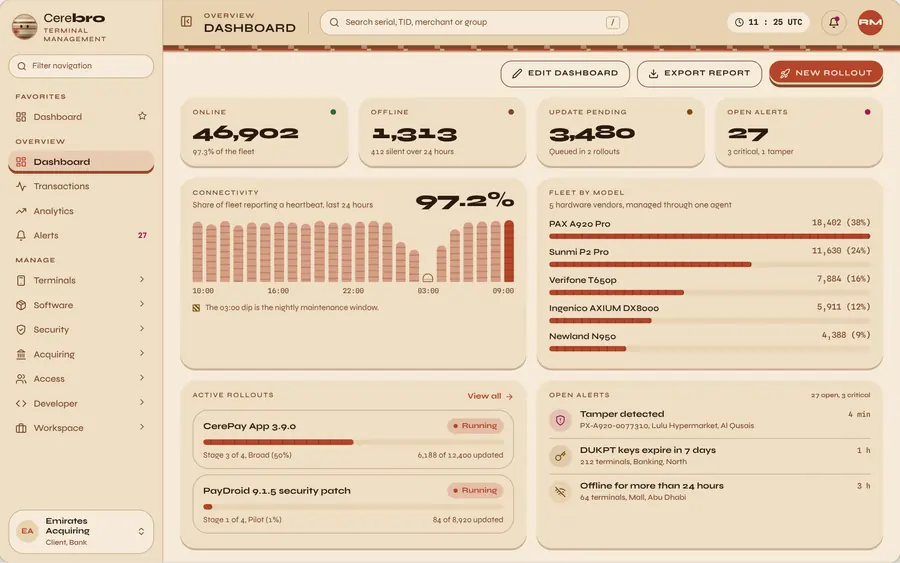 Cerebro
TERMINAL
MANAGEMENT
Filter navigation
FAVORITES
Dashboard
OVERVIEW
Dashboard
Transactions
Analytics
Alerts 27
MANAGE
Terminals
Software
Security
Acquiring
Access
Developer
Workspace
EA
Emirates
Acquiring
Client, Bank
OVERVIEW
DASHBOARD
Search serial, TID, merchant or group /
11 : 25 UTC
RM
EDIT DASHBOARD
EXPORT REPORT
NEW ROLLOUT
ONLINE
46,902
97.3% of the fleet
OFFLINE
1,313
412 silent over 24 hours
UPDATE PENDING
3,480
Queued in 2 rollouts
OPEN ALERTS
27
3 critical, 1 tamper
CONNECTIVITY
Share of fleet reporting a heartbeat, last 24 hours
97.2%
10:00 16:00 22:00 03:00 09:00
The 03:00 dip is the nightly maintenance window.
FLEET BY MODEL
5 hardware vendors, managed through one agent
PAX A920 Pro 18,402 (38%)
Sunmi P2 Pro 11,630 (24%)
Verifone T650p 7,884 (16%)
Ingenico AXIUM DX8000 5,911 (12%)
Newland N950 4,388 (9%)
ACTIVE ROLLOUTS
View all
CerePay App 3.9.0 Running
Stage 3 of 4, Broad (50%) 6,188 of 12,400 updated
PayDroid 9.1.5 security patch Running
Stage 1 of 4, Pilot (1%) 84 of 8,920 updated
OPEN ALERTS 27 open, 3 critical
Tamper detected 4 min
PX-A920-0077310, Lulu Hypermarket, Al Qusais
DUKPT keys expire in 7 days 1 h
212 terminals, Banking, North
Offline for more than 24 hours 3 h
64 terminals, Mall, Abu Dhabi